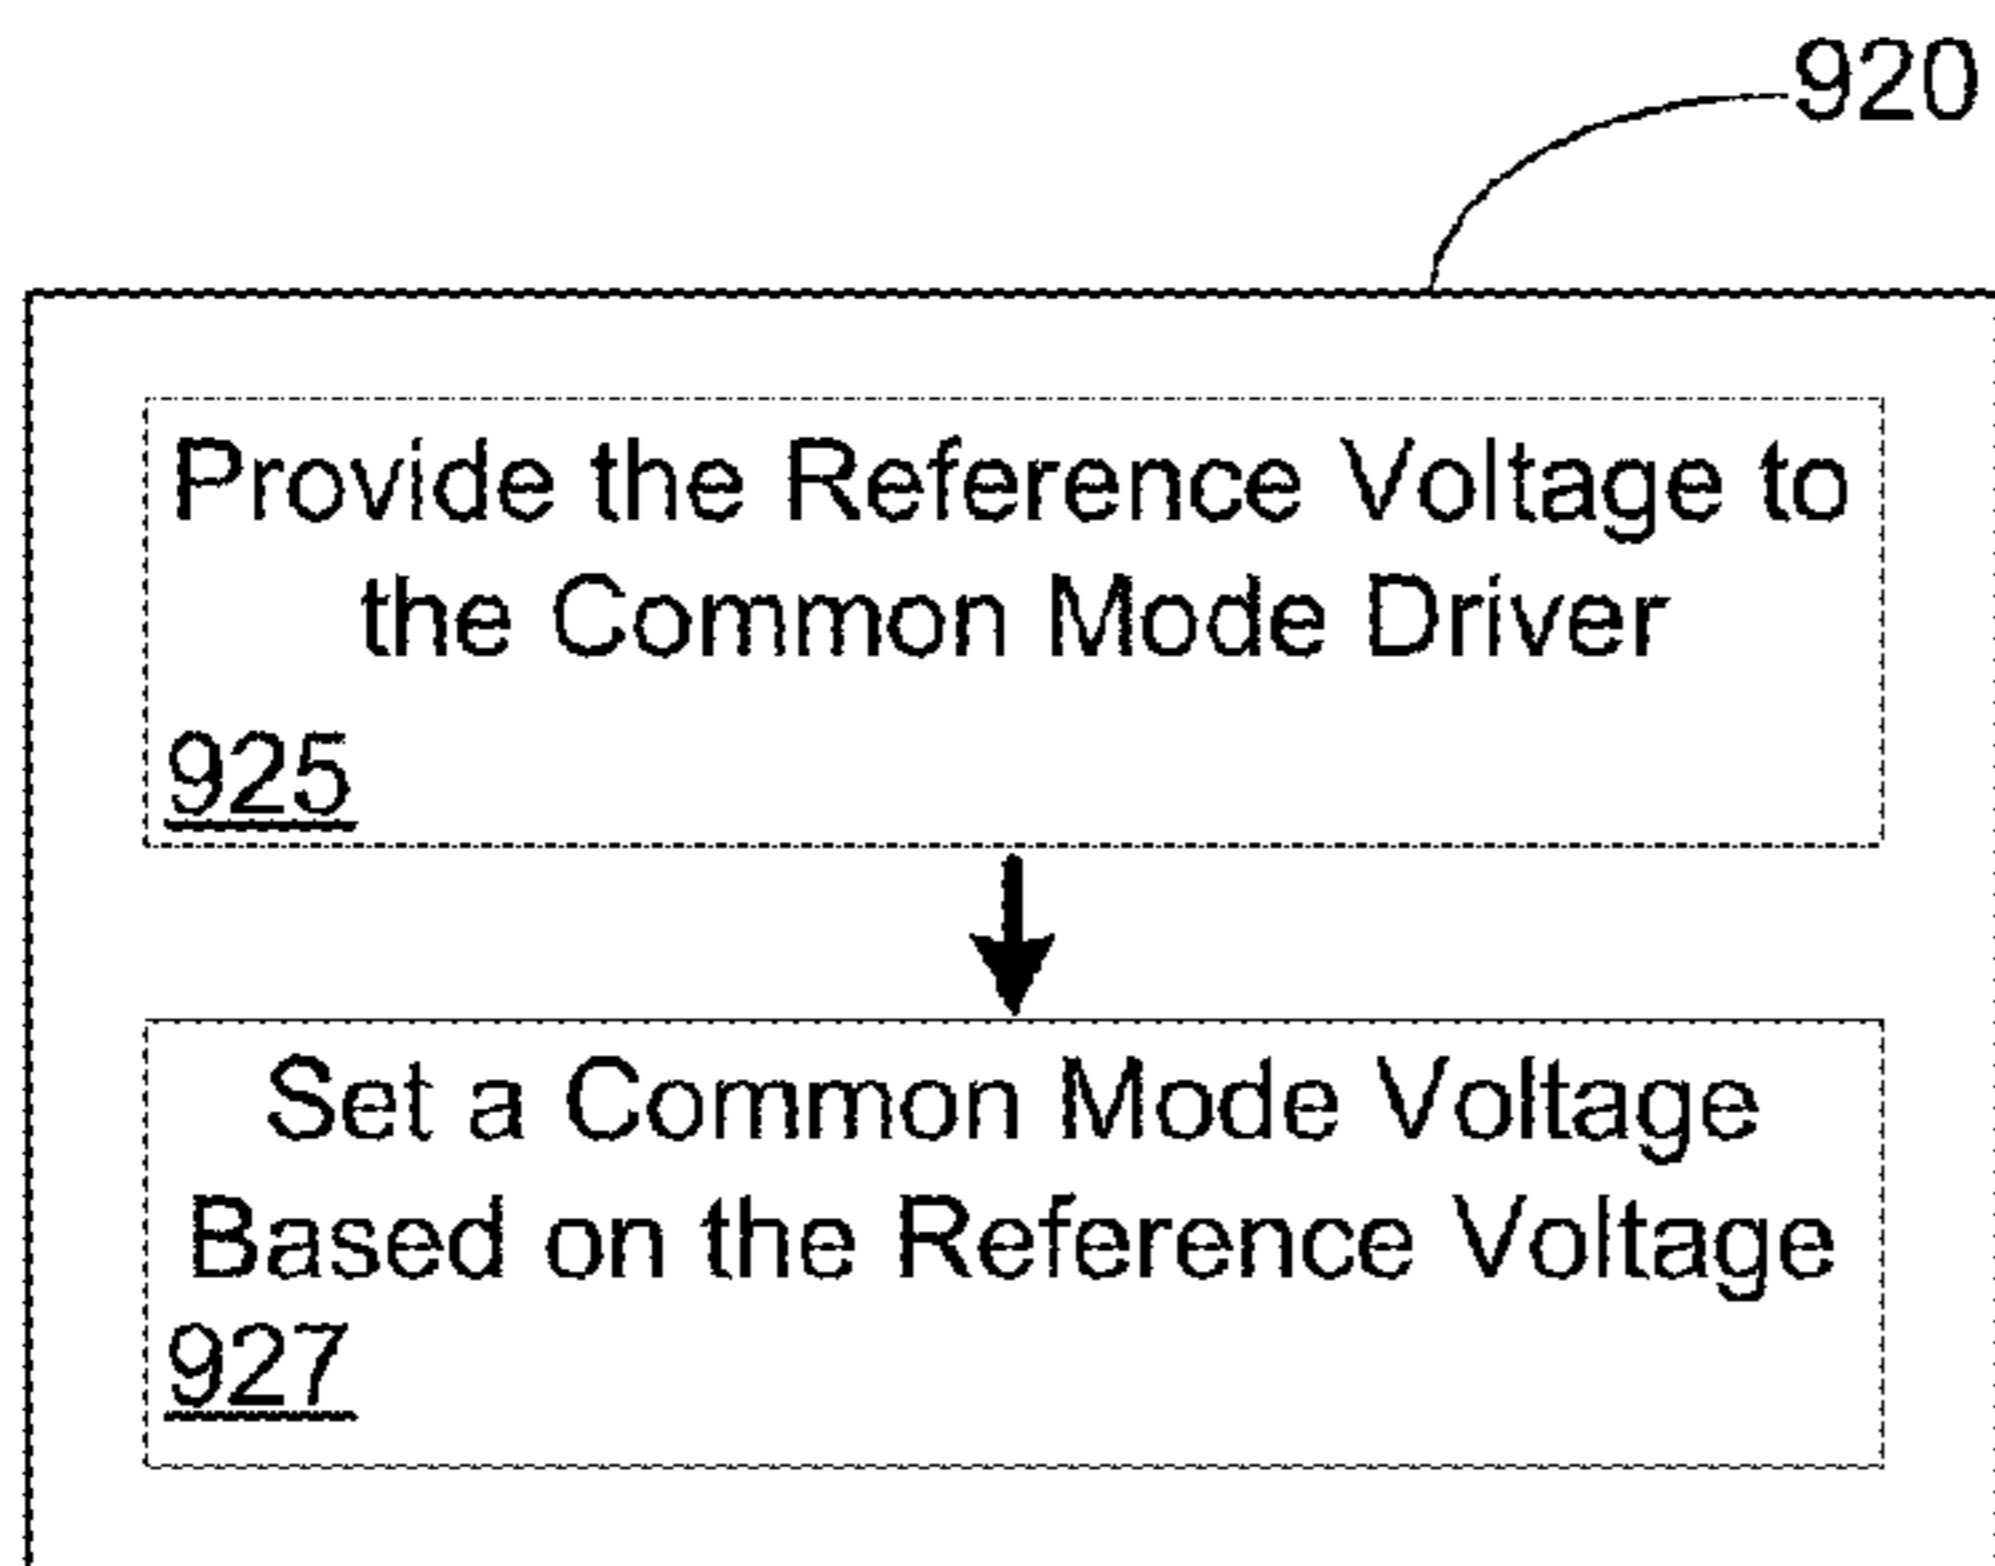 920
Provide the Reference Voltage to
the Common Mode Driver
925
Set a Common Mode Voltage
Based on the Reference Voltage
927